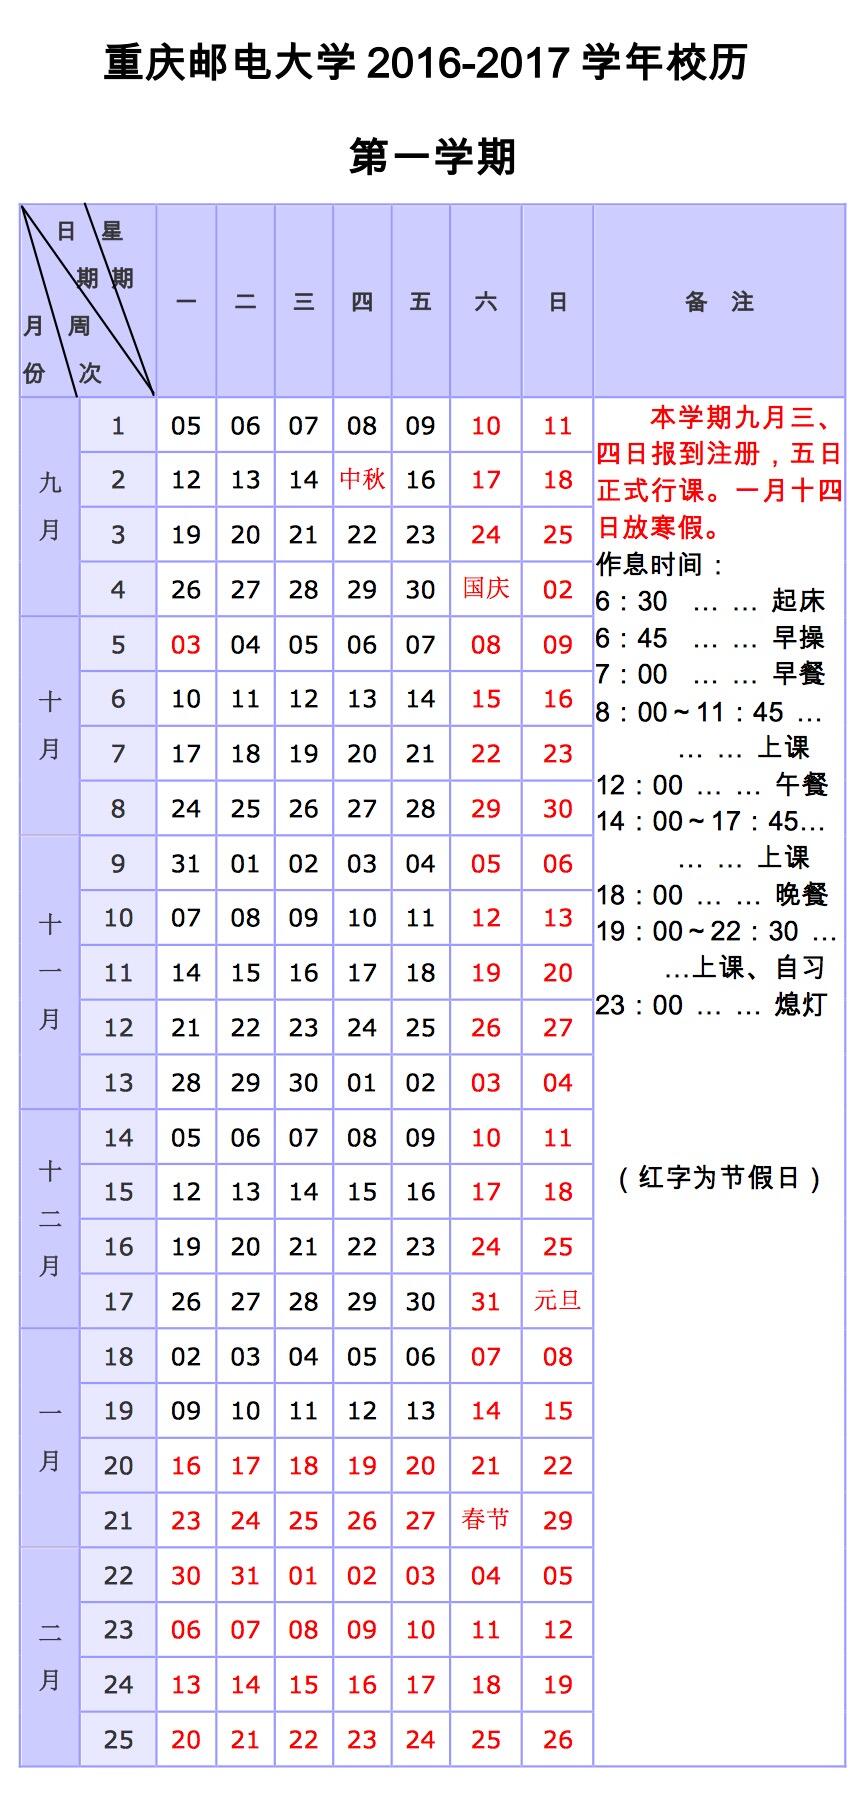 重庆邮电大学 2016-2017 学年校历
第一学期
日期 星期 月份 周次 一 二 三 四 五 六 日 备 注
九月
1 05 06 07 08 09 10 11
2 12 13 14 中秋 16 17 18
3 19 20 21 22 23 24 25
4 26 27 28 29 30 国庆 02
十月
5 03 04 05 06 07 08 09
6 10 11 12 13 14 15 16
7 17 18 19 20 21 22 23
8 24 25 26 27 28 29 30
十一月
9 31 01 02 03 04 05 06
10 07 08 09 10 11 12 13
11 14 15 16 17 18 19 20
12 21 22 23 24 25 26 27
13 28 29 30 01 02 03 04
十二月
14 05 06 07 08 09 10 11
15 12 13 14 15 16 17 18
16 19 20 21 22 23 24 25
17 26 27 28 29 30 31 元旦
一月
18 02 03 04 05 06 07 08
19 09 10 11 12 13 14 15
20 16 17 18 19 20 21 22
21 23 24 25 26 27 春节 29
二月
22 30 31 01 02 03 04 05
23 06 07 08 09 10 11 12
24 13 14 15 16 17 18 19
25 20 21 22 23 24 25 26
本学期九月三、
四日报到注册，五日
正式行课。一月十四
日放寒假。
作息时间：
6：30 … … 起床
6：45 … … 早操
7：00 … … 早餐
8：00～11：45 …
… … 上课
12：00 … … 午餐
14：00～17：45…
… … 上课
18：00 … … 晚餐
19：00～22：30 …
…上课、自习
23：00 … … 熄灯
（红字为节假日）